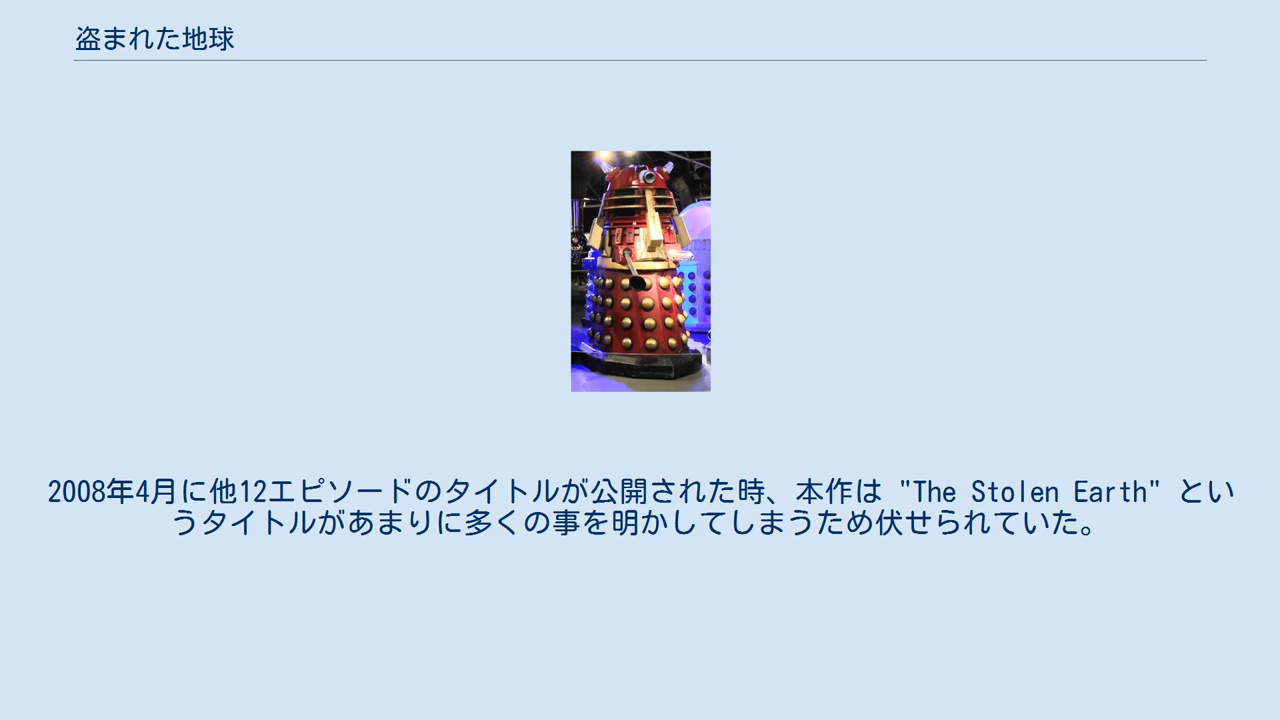 盗まれた地球
2008年4月に他12エピソードのタイトルが公開された時、本作は "The Stolen Earth" とい
うタイトルがあまりに多くの事を明かしてしまうため伏せられていた。